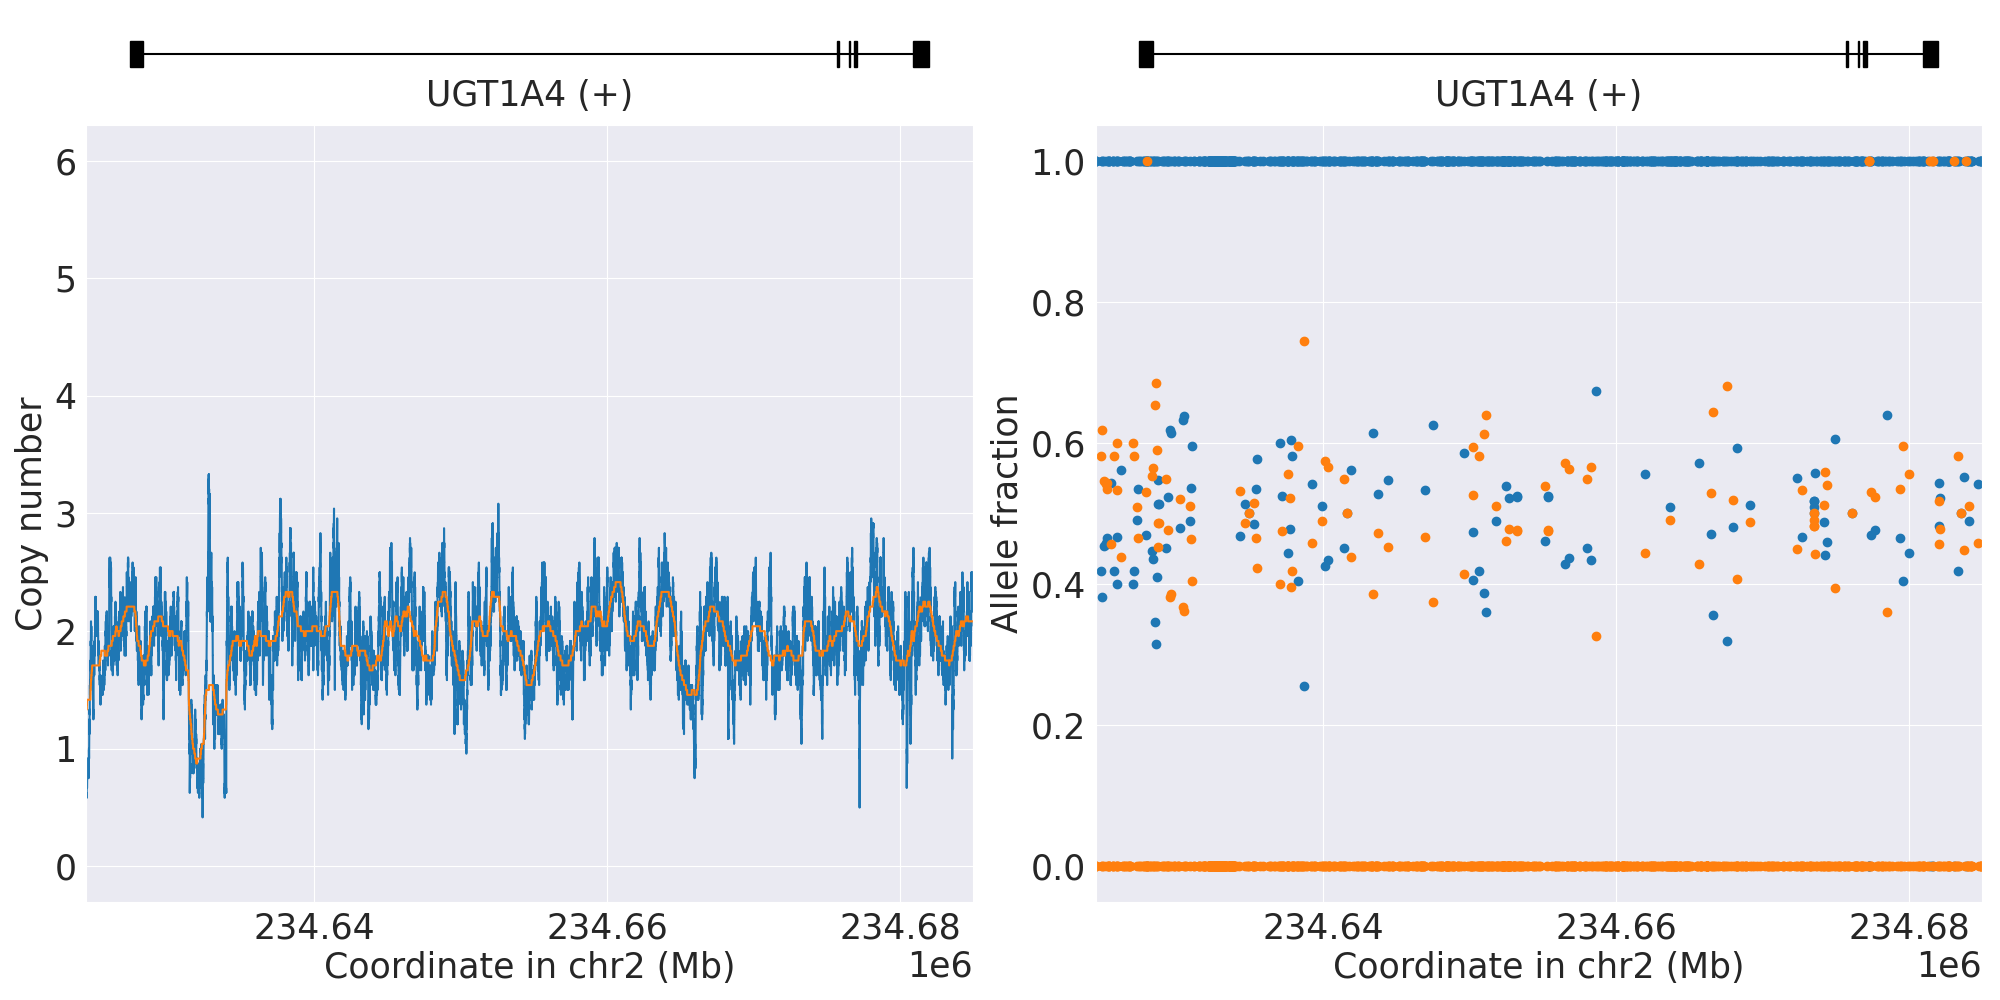 UGT1A4 (+)
6
5
4
3
2
1
0
Copy number
234.64 234.66 234.68
1e6
Coordinate in chr2 (Mb)
UGT1A4 (+)
1.0
0.8
0.6
0.4
0.2
0.0
Allele fraction
234.64 234.66 234.68
1e6
Coordinate in chr2 (Mb)